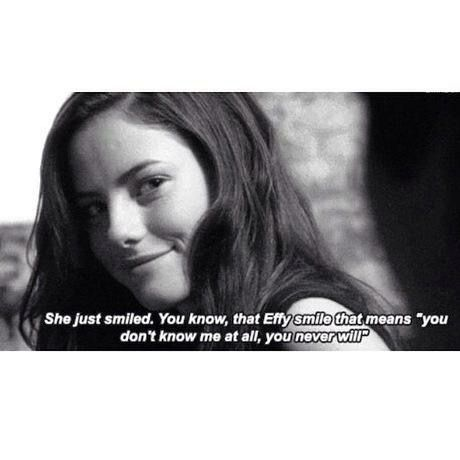 She just smiled. You know, that Effy smile that means "you
don't know me at all, you never will"